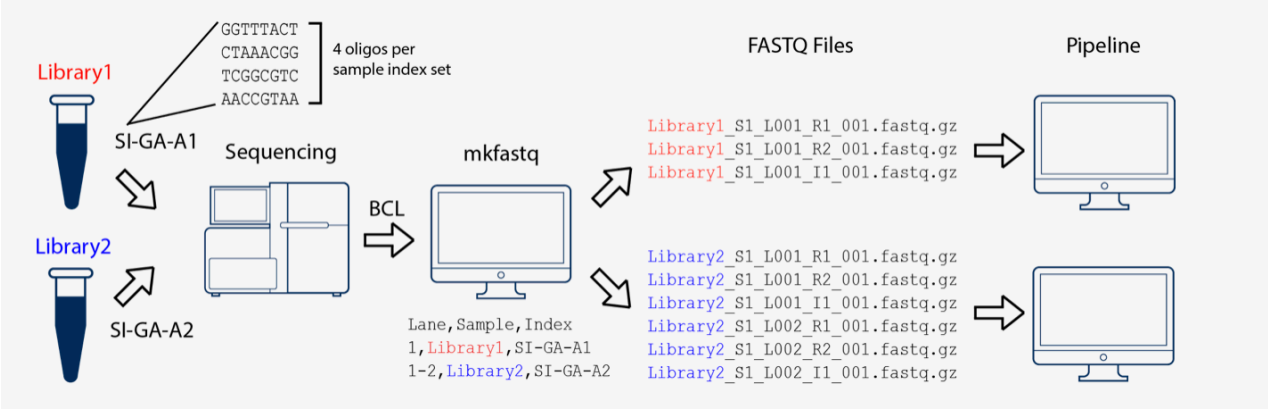 GGTTTACT
CTAAACGG
TCGGCGTC
AACCGTAA
4 oligos per
sample index set
Library1
SI-GA-A1
Library2
SI-GA-A2
Sequencing
BCL
mkfastq
Lane,Sample,Index
1,Library1,SI-GA-A1
1-2,Library2,SI-GA-A2
FASTQ Files
Library1_S1_L001_R1_001.fastq.gz
Library1_S1_L001_R2_001.fastq.gz
Library1_S1_L001_I1_001.fastq.gz
Library2_S1_L001_R1_001.fastq.gz
Library2_S1_L001_R2_001.fastq.gz
Library2_S1_L001_I1_001.fastq.gz
Library2_S1_L002_R1_001.fastq.gz
Library2_S1_L002_R2_001.fastq.gz
Library2_S1_L002_I1_001.fastq.gz
Pipeline